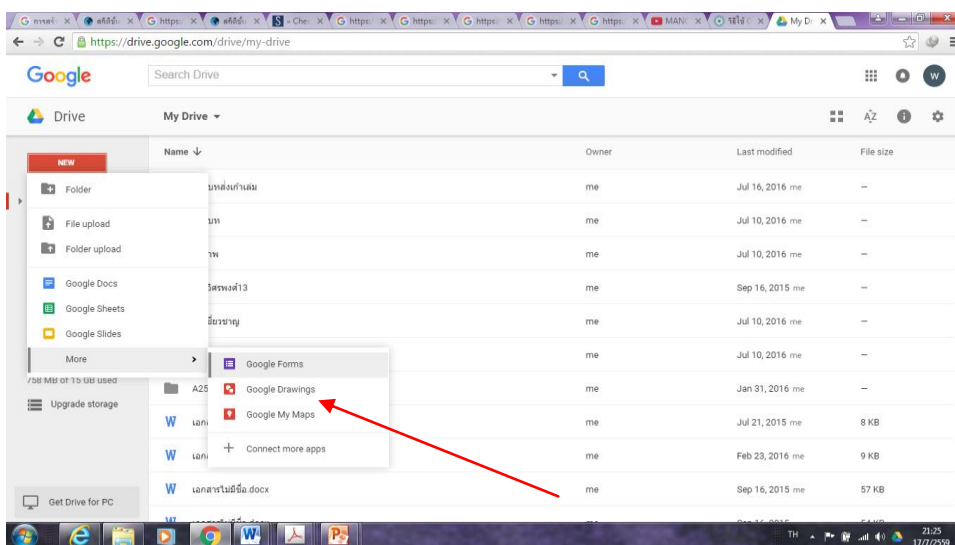 https://drive.google.com/drive/my-drive
Google
Search Drive
W
Drive
My Drive
AZ
NEW
Name
Owner
Last modified
File size
Folder
me
Jul 16, 2016 me
–
File upload
me
Jul 10, 2016 me
–
Folder upload
me
Jul 10, 2016 me
–
Google Docs
me
Sep 16, 2015 me
–
Google Sheets
Google Slides
me
Jul 10, 2016 me
–
More
Google Forms
me
Jul 10, 2016 me
–
758 MB of 15 GB used
A25
Google Drawings
me
Jan 31, 2016 me
–
Upgrade storage
Google My Maps
me
Jul 21, 2015 me
8 KB
Connect more apps
me
Feb 23, 2016 me
9 KB
Get Drive for PC
เอกสารไม่มีชื่อ.docx
me
Sep 16, 2015 me
57 KB
TH
21:25
17/7/2559